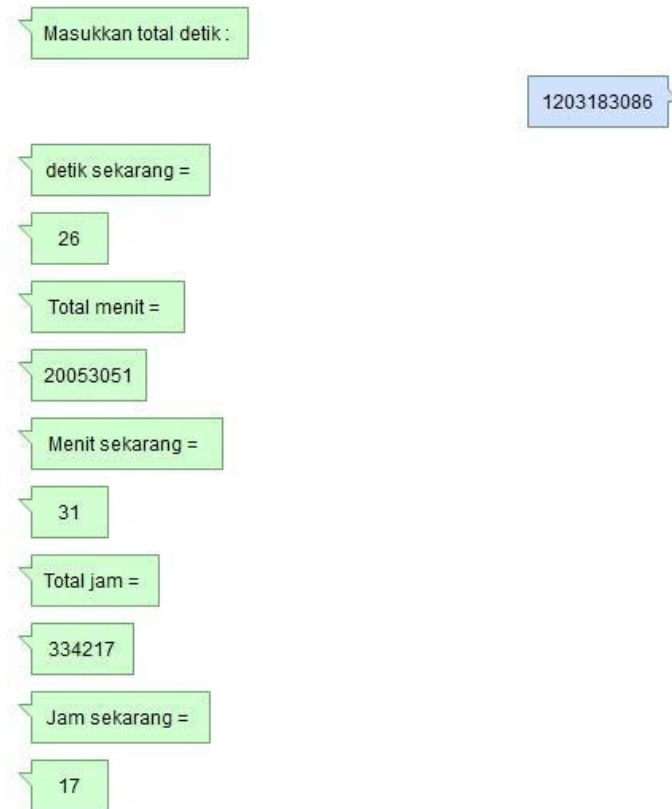 Masukkan total detik :
1203183086
detik sekarang =
26
Total menit =
20053051
Menit sekarang =
31
Total jam =
334217
Jam sekarang =
17